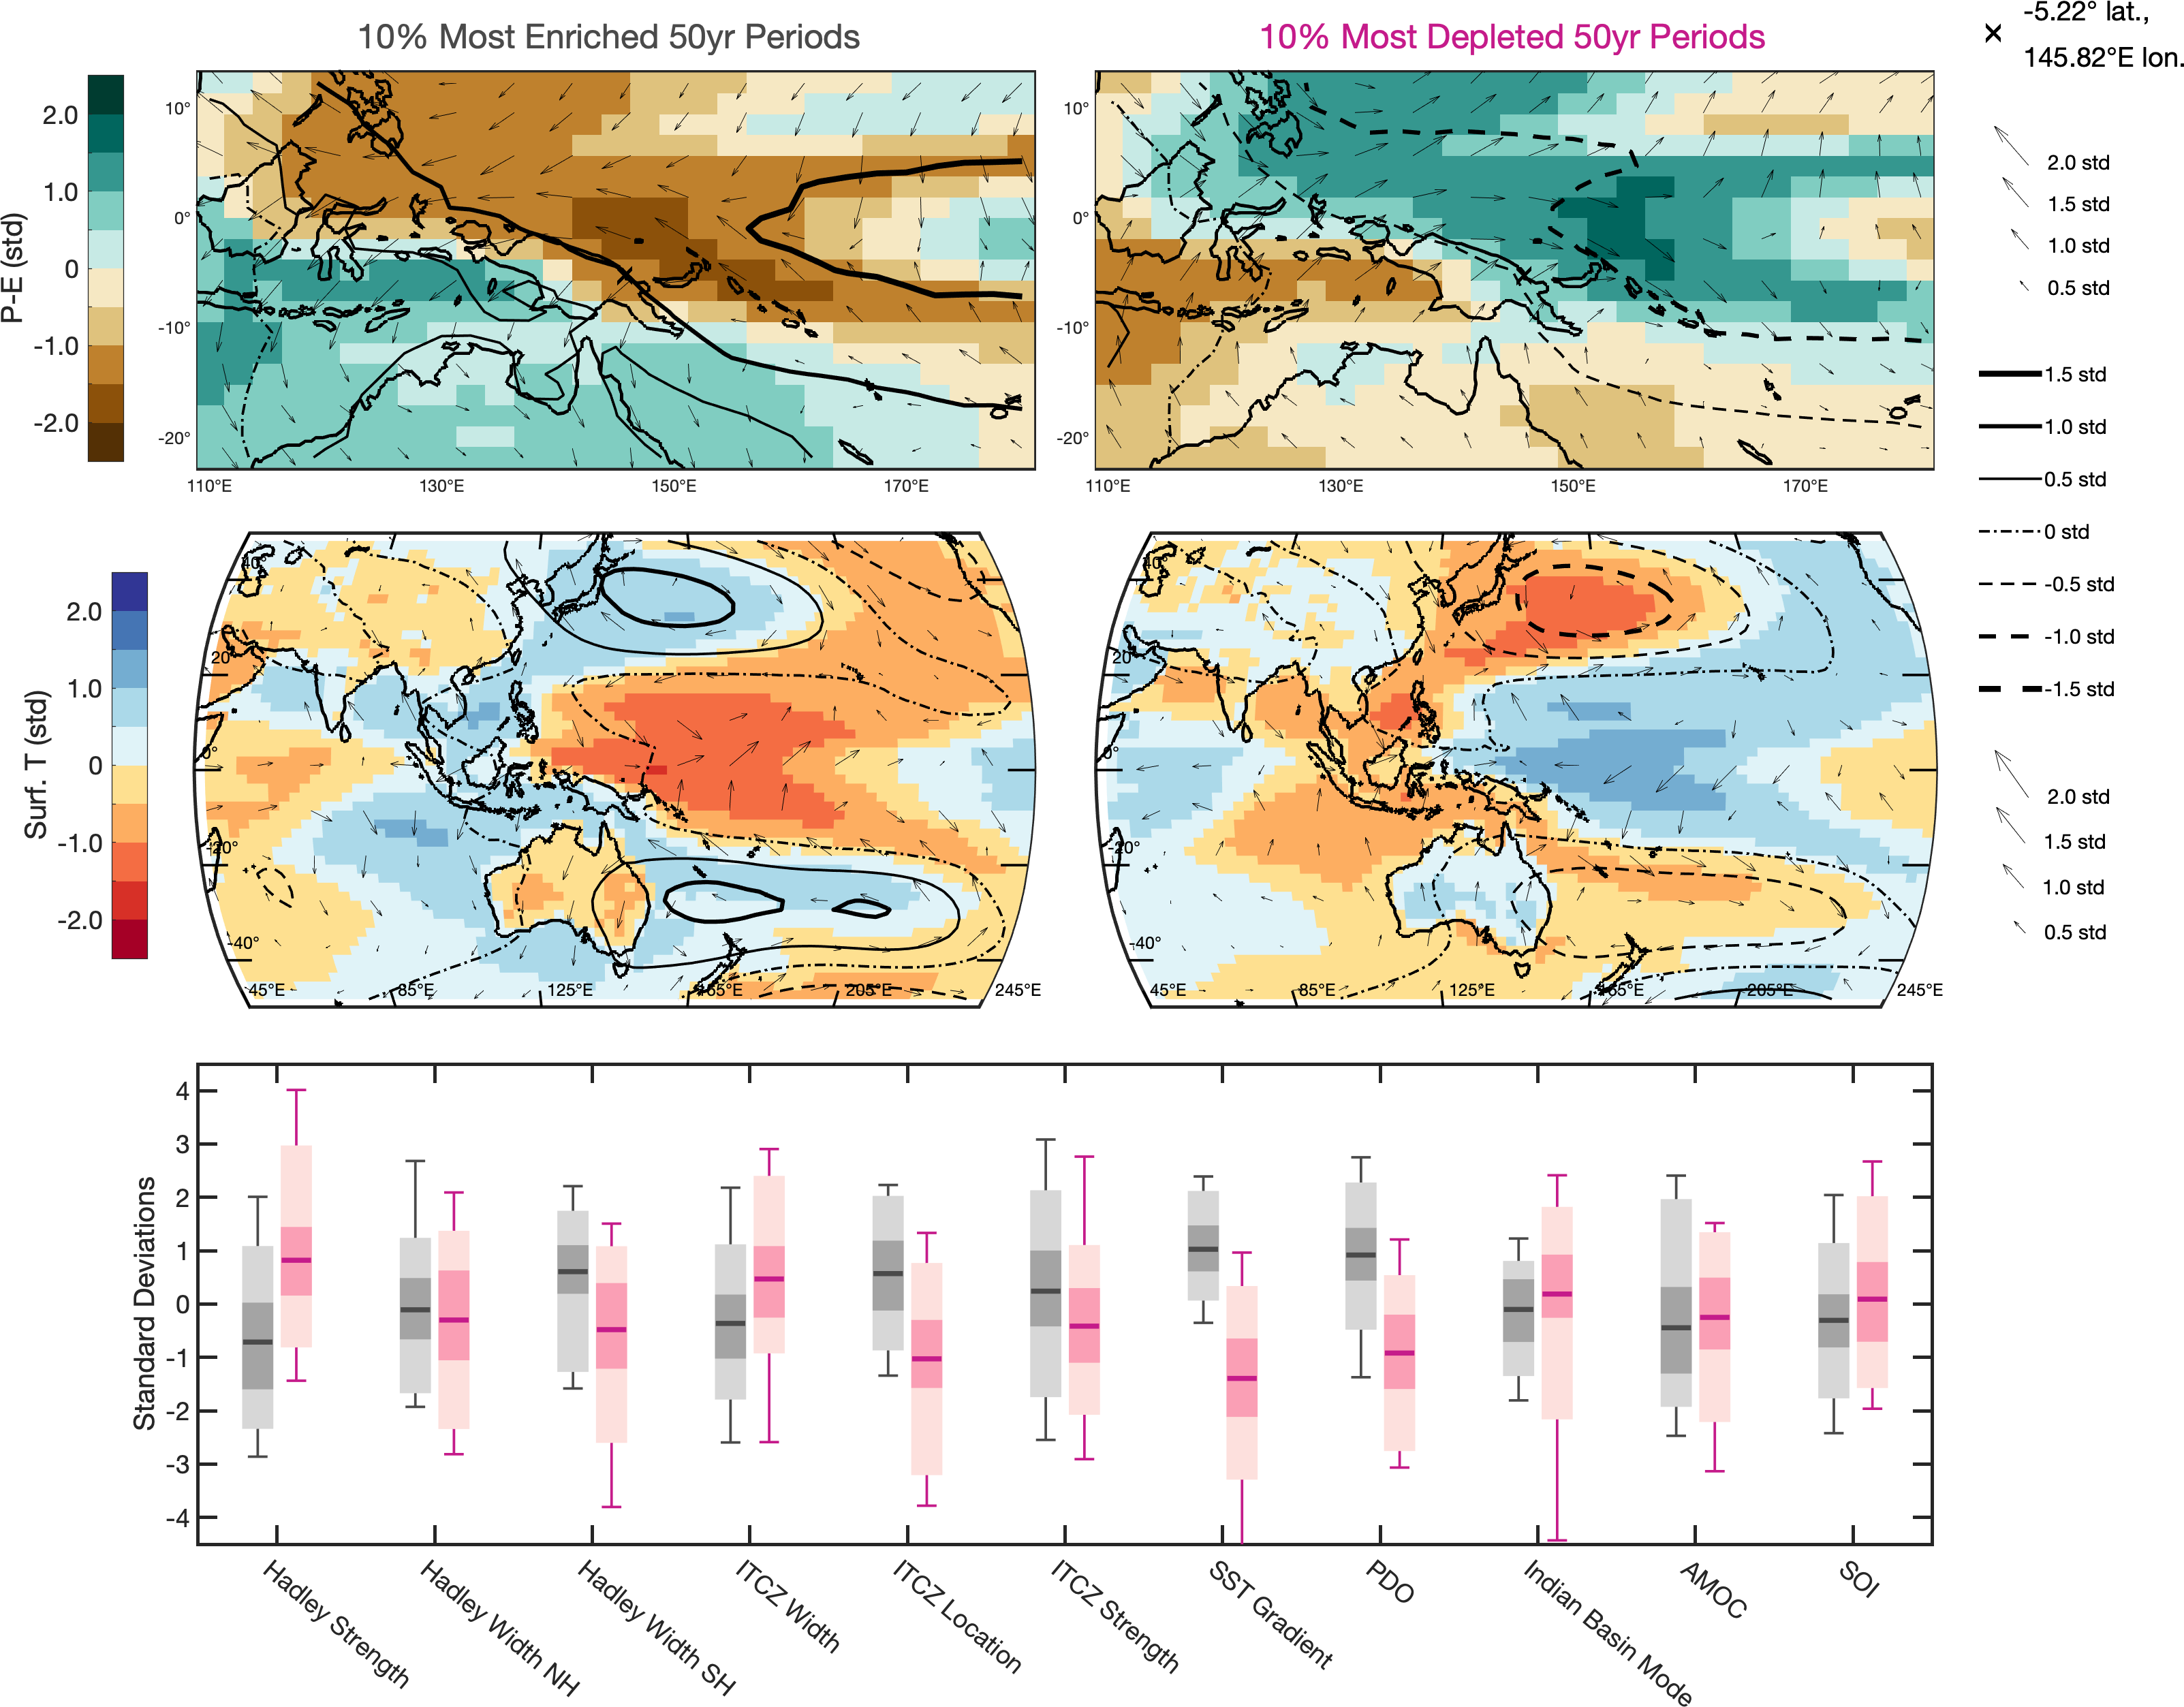 10% Most Enriched 50yr Periods
10% Most Depleted 50yr Periods
-5.22° lat.,
145.82°E lon.
P-E (std)
2.0
1.0
0
-1.0
-2.0
10°
0°
-10°
-20°
110°E 130°E 150°E 170°E
10°
0°
-10°
-20°
110°E 130°E 150°E 170°E
2.0 std
1.5 std
1.0 std
0.5 std
1.5 std
1.0 std
0.5 std
0 std
-0.5 std
-1.0 std
-1.5 std
2.0 std
1.5 std
1.0 std
0.5 std
Surf. T (std)
2.0
1.0
0
-1.0
-2.0
40°
20°
0°
-20°
-40°
45°E 85°E 125°E 165°E 205°E 245°E
40°
20°
0°
-20°
-40°
45°E 85°E 125°E 165°E 205°E 245°E
Standard Deviations
4
3
2
1
0
-1
-2
-3
-4
Hadley Strength
Hadley Width NH
Hadley Width SH
ITCZ Width
ITCZ Location
ITCZ Strength
SST Gradient
PDO
Indian Basin Mode
AMOC
SOI